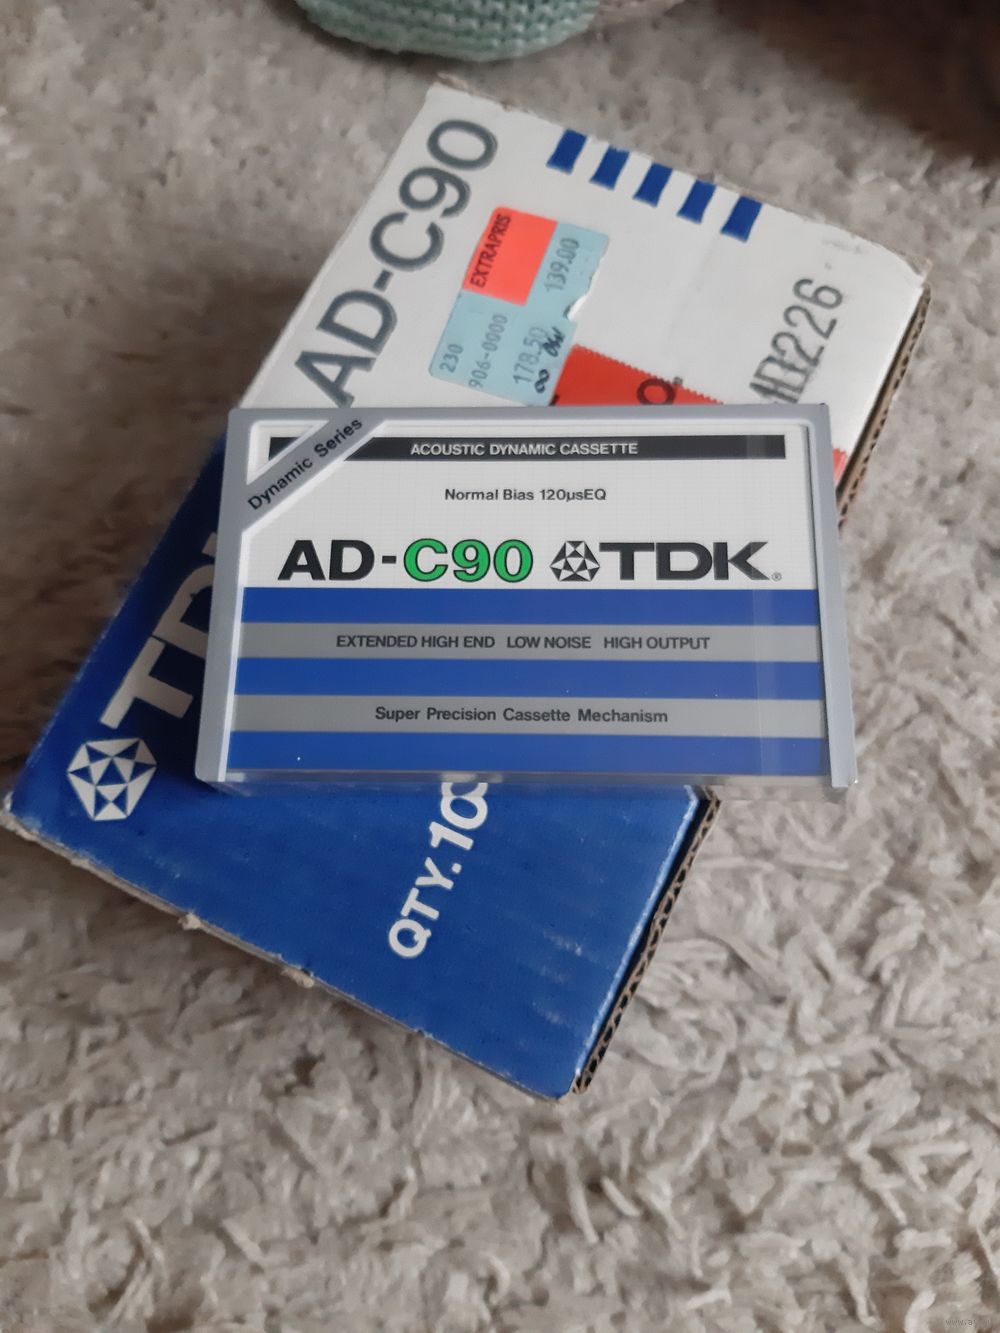 AD-C90
EXTRAPRIS
139.00
230
906-0000
178.50
TDK
QTY. 10
Dynamic Series
ACOUSTIC DYNAMIC CASSETTE
Normal Bias 120µsEQ
AD-C90 TDK®
EXTENDED HIGH END LOW NOISE HIGH OUTPUT
Super Precision Cassette Mechanism